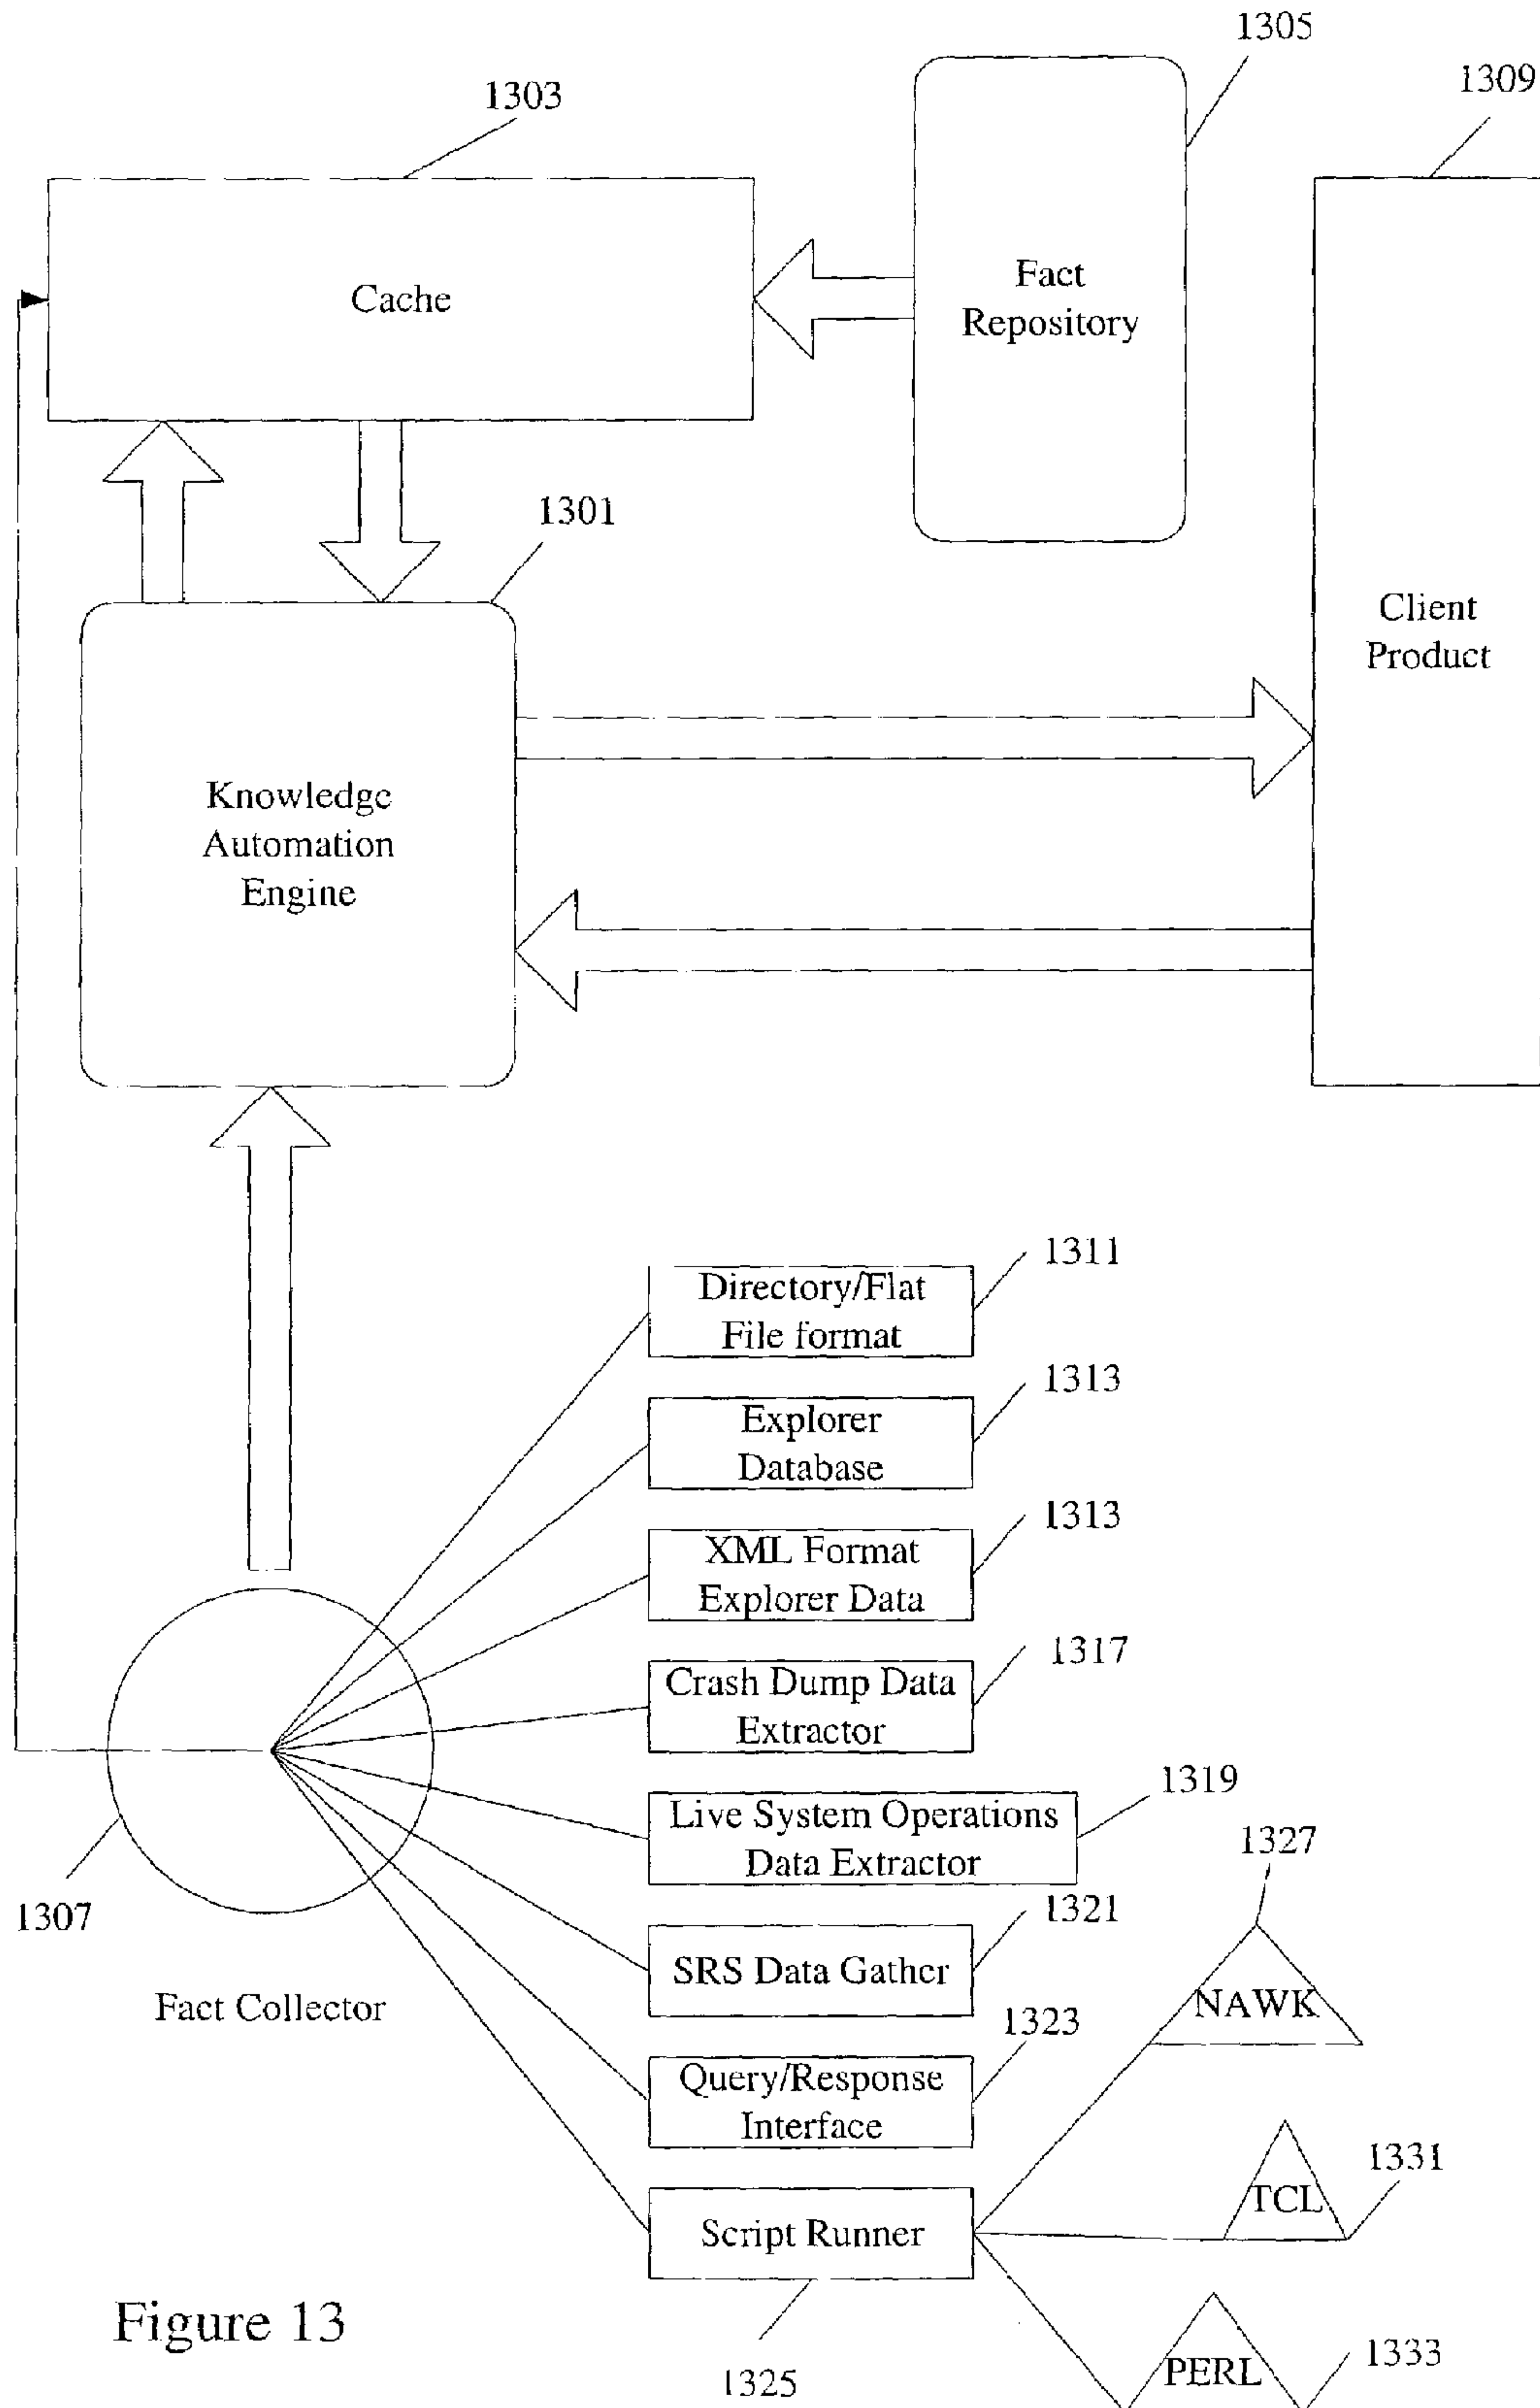 1305
1309
1303
Cache
Fact
Repository
1301
Client
Product
Knowledge
Automation
Engine
1311
Directory/Flat
File format
1313
Explorer
Database
1313
XML Format
Explorer Data
1317
Crash Dump Data
Extractor
1319
Live System Operations
Data Extractor
1327
1307
1321
SRS Data Gather
NAWK
Fact Collector
1323
Query/Response
Interface
1331
TCL
Script Runner
Figure 13
1325
PERL
1333